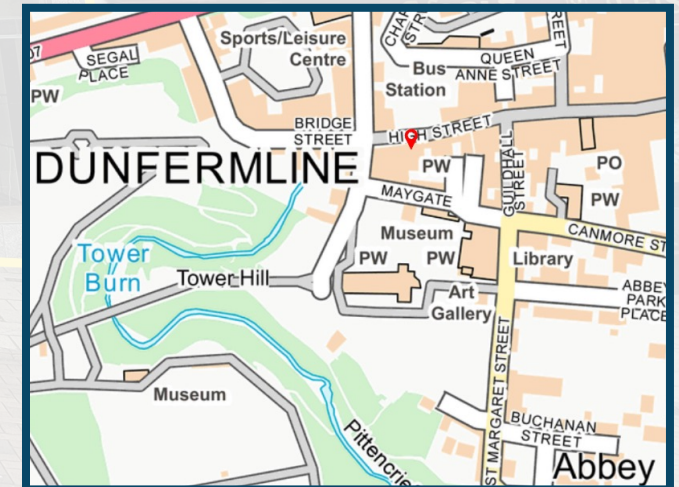 07
SEGAL
PLACE
PW
Sports/Leisure
Centre
Bus
Station
QUEEN
ANNE STREET
STREET
BRIDGE
STREET
HIGH STREET
DUNFERMLINE
PW
GUILDHALL
STREET
PO
PW
MAYGATE
CANMORE ST
Museum
PW
PW
Library
Tower
Burn
Tower Hill
Art
Gallery
ABBEY
PARK
PLACE
Museum
ST MARGARET STREET
BUCHANAN
STREET
Pittencrie
Abbey